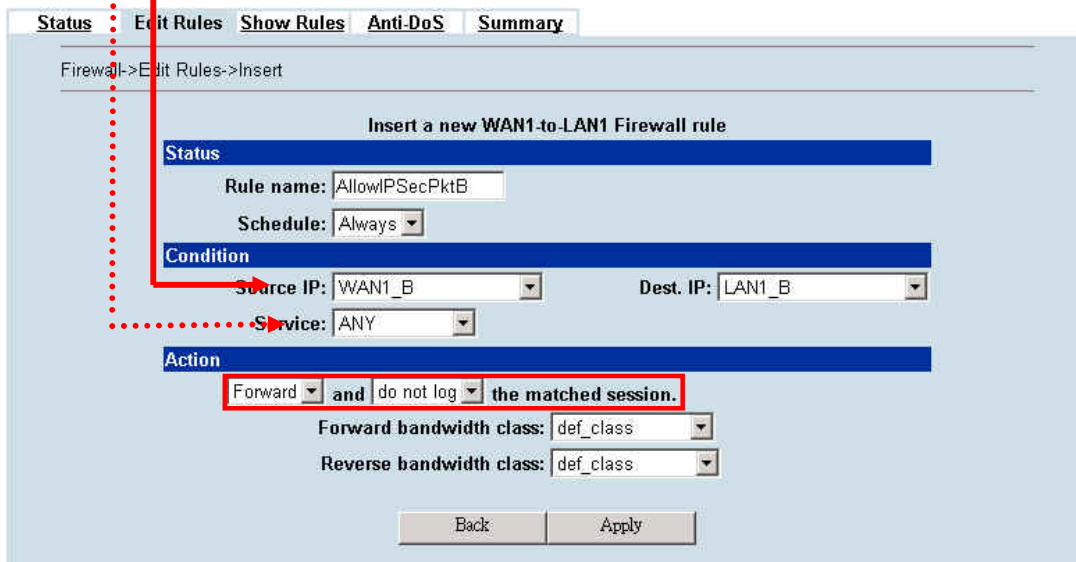 Status Edit Rules Show Rules Anti-DoS Summary
Firewall->Edit Rules->Insert
Insert a new WAN1-to-LAN1 Firewall rule
Status
Rule name: AllowIPSecPktB
Schedule: Always
Condition
Source IP: WAN1_B Dest. IP: LAN1_B
Service: ANY
Action
Forward and do not log the matched session.
Forward bandwidth class: def_class
Reverse bandwidth class: def_class
Back Apply